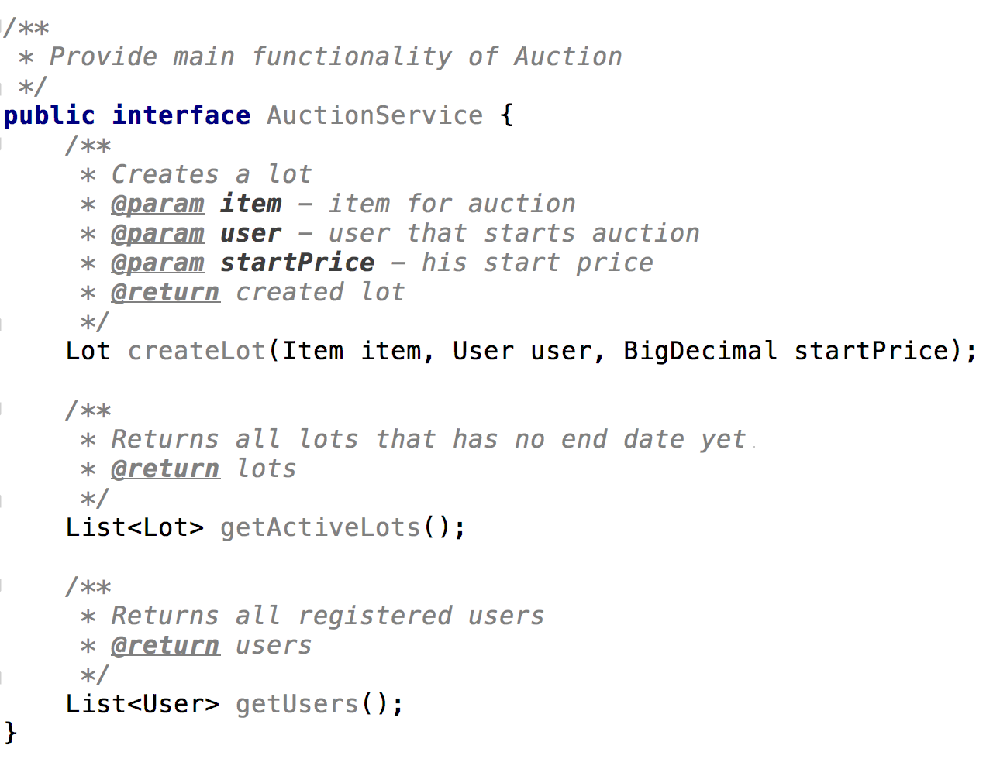 /**
 * Provide main functionality of Auction
 */
public interface AuctionService {
    /**
     * Creates a lot
     * @param item – item for auction
     * @param user – user that starts auction
     * @param startPrice – his start price
     * @return created lot
     */
    Lot createLot(Item item, User user, BigDecimal startPrice);

    /**
     * Returns all lots that has no end date yet
     * @return lots
     */
    List<Lot> getActiveLots();

    /**
     * Returns all registered users
     * @return users
     */
    List<User> getUsers();
}